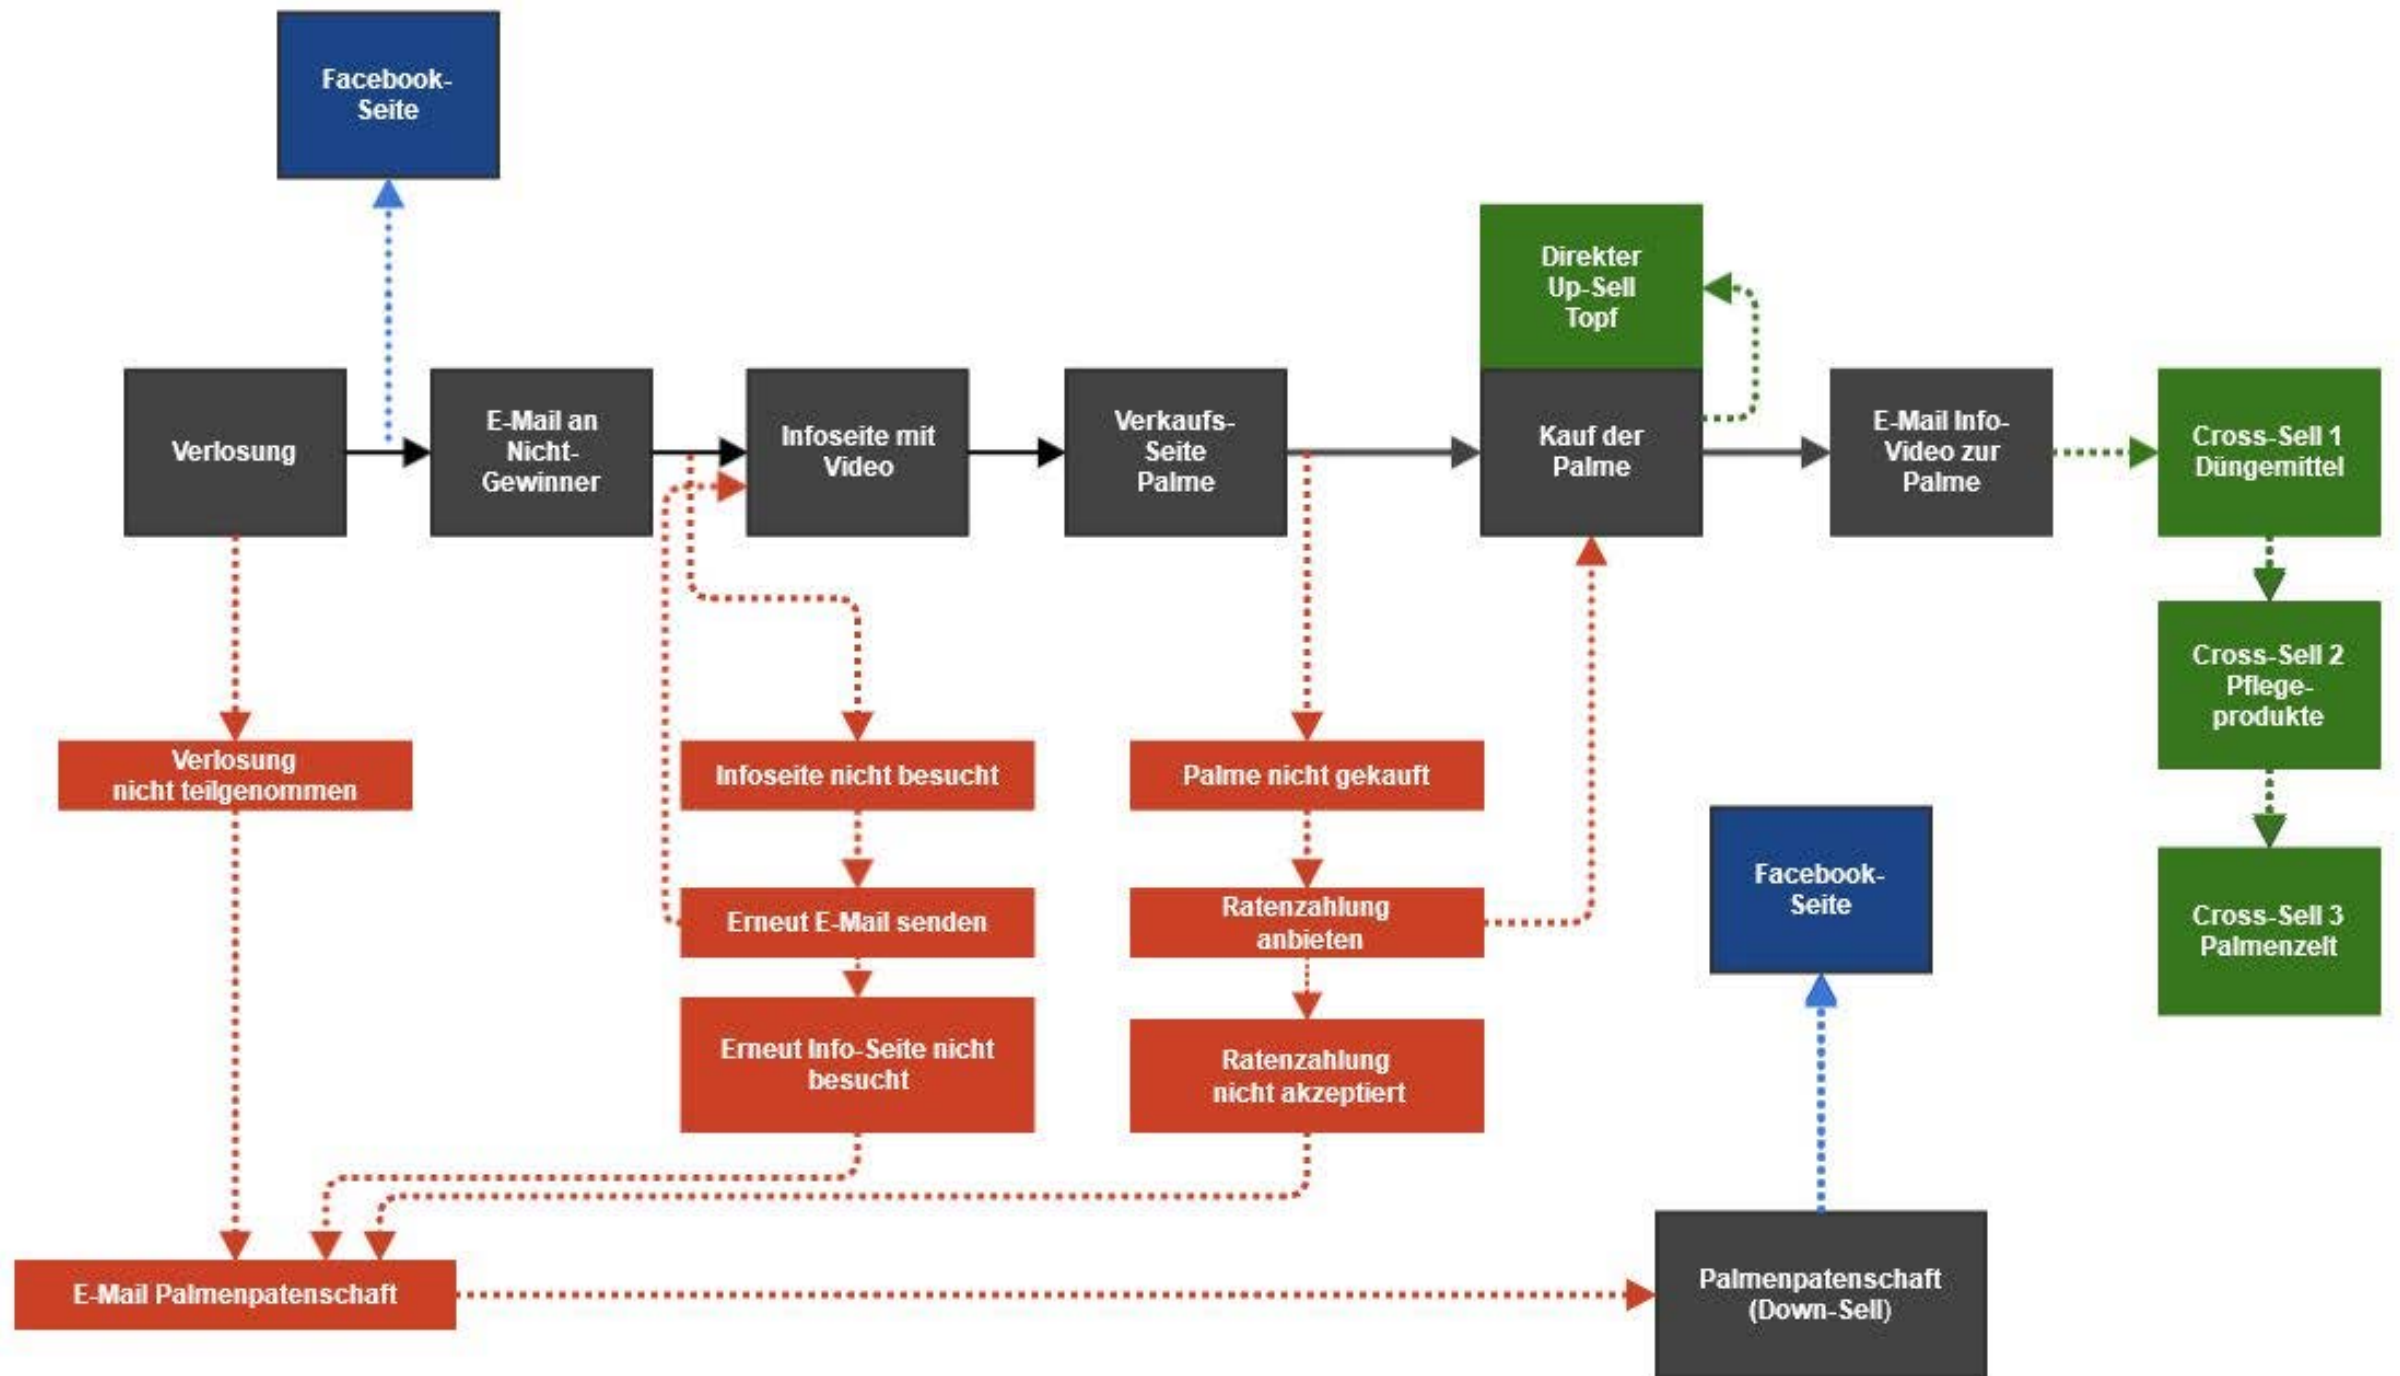 Facebook-
Seite
Direkter
Up-Sell
Topf
Verlosung
E-Mail an
Nicht-
Gewinner
Infoseite mit
Video
Verkaufs-
Seite
Palme
Kauf der
Palme
E-Mail Info-
Video zur
Palme
Cross-Sell 1
Düngemittel
Cross-Sell 2
Pflege-
produkte
Verlosung
nicht teilgenommen
Infoseite nicht besucht
Palme nicht gekauft
Facebook-
Seite
Erneut E-Mail senden
Ratenzahlung
anbieten
Cross-Sell 3
Palmenzelt
Erneut Info-Seite nicht
besucht
Ratenzahlung
nicht akzeptiert
E-Mail Palmenpatenschaft
Palmenpatenschaft
(Down-Sell)